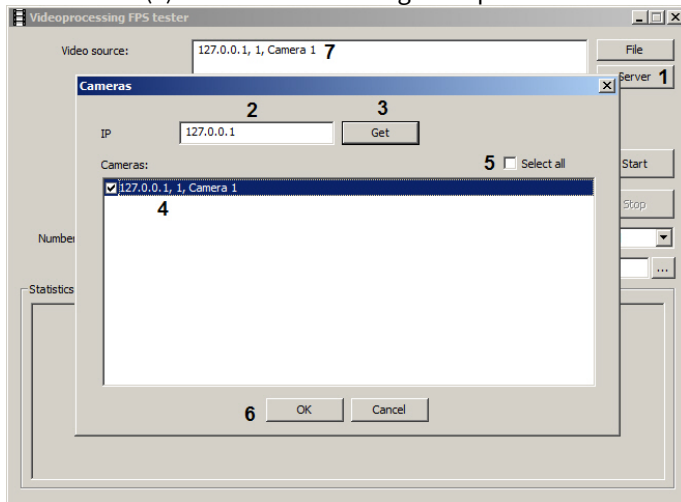 Videoprocessing FPS tester
Video source:
127.0.0.1, 1, Camera 1 7
File
Server 1
Cameras
2 3
IP
127.0.0.1
Get
Cameras:
5 Select all
Start
127.0.0.1, 1, Camera 1
4
Stop
Number
...
Statistics
6 OK Cancel